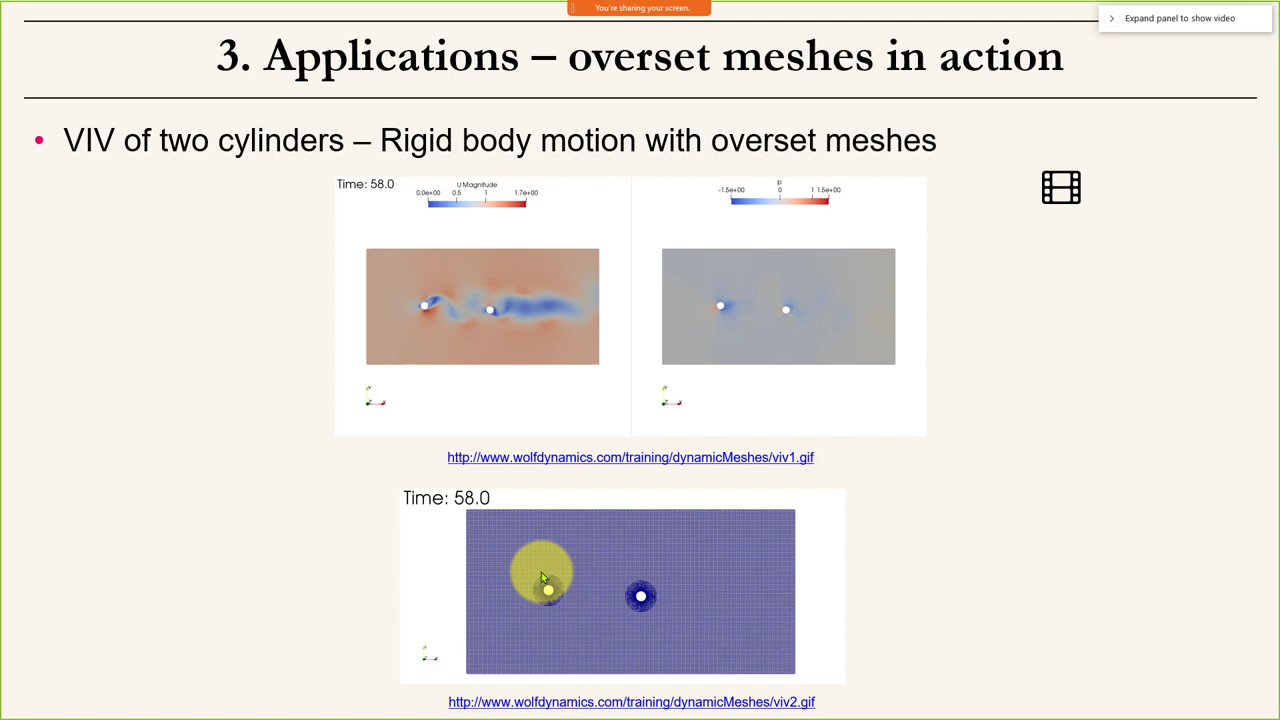 You're sharing your screen.
Expand panel to show video
3. Applications – overset meshes in action
• VIV of two cylinders – Rigid body motion with overset meshes
Time: 58.0
U Magnitude
0.0e+00 0.5 1 1.7e+00
P
-1.5e+00 0 1 1.5e+00
Y
Z X
Y
Z X
http://www.wolfdynamics.com/training/dynamicMeshes/viv1.gif
Time: 58.0
http://www.wolfdynamics.com/training/dynamicMeshes/viv2.gif